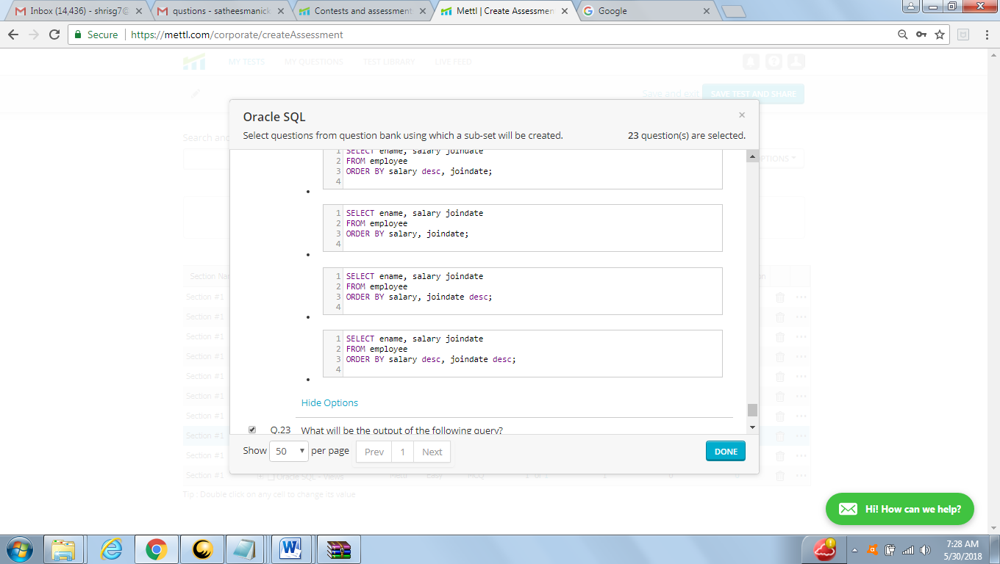 Inbox (14,436) - shrisg7@
qustions - satheesmanick
Contests and assessment
Mettl | Create Assessmen
Google
Secure
https://mettl.com/corporate/createAssessment
MY TESTS
MY QUESTIONS
TEST LIBRARY
LIVE FEED
Save and exit
SAVE TEST AND SHARE
Oracle SQL
×
Select questions from question bank using which a sub-set will be created.
23 question(s) are selected.
Search and
PTIONS
1 SELECT ename, salary joindate
2 FROM employee
3 ORDER BY salary desc, joindate;
4
1 SELECT ename, salary joindate
2 FROM employee
3 ORDER BY salary, joindate;
4
1 SELECT ename, salary joindate
2 FROM employee
3 ORDER BY salary, joindate desc;
4
1 SELECT ename, salary joindate
2 FROM employee
3 ORDER BY salary desc, joindate desc;
4
Hide Options
Q.23 What will be the output of the following query?
Show 50 per page Prev 1 Next
DONE
Section Na
Section #1
Section #1
Section #1
Section #1
Section #1
Section #1
Section #1
Section #1
Section #1
Section #1
Oracle SQL - Views
Easy
MCQ
Tip : Double click on any cell to change its value
Hi! How can we help?
7:28 AM
5/30/2018